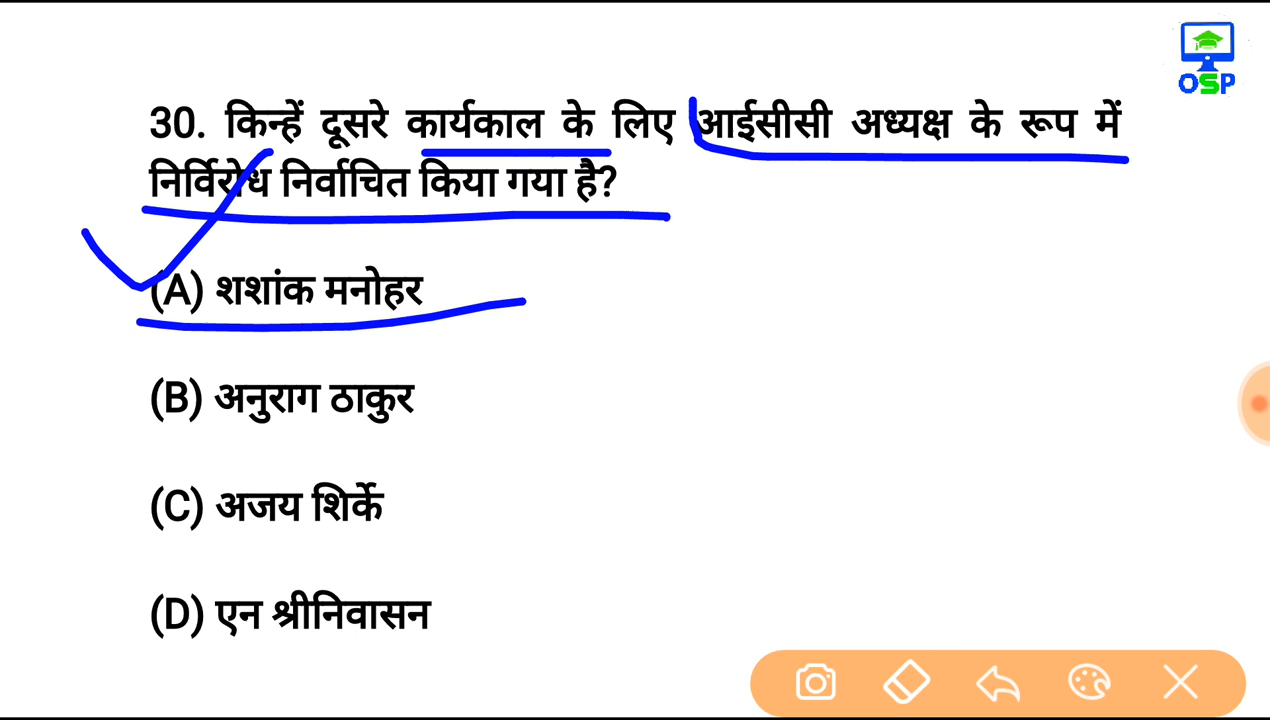 OSP
30. किन्हें दूसरे कार्यकाल के लिए आईसीसी अध्यक्ष के रूप में
निर्विरोध निर्वाचित किया गया है?
(A) शशांक मनोहर
(B) अनुराग ठाकुर
(C) अजय शिर्के
(D) एन श्रीनिवासन